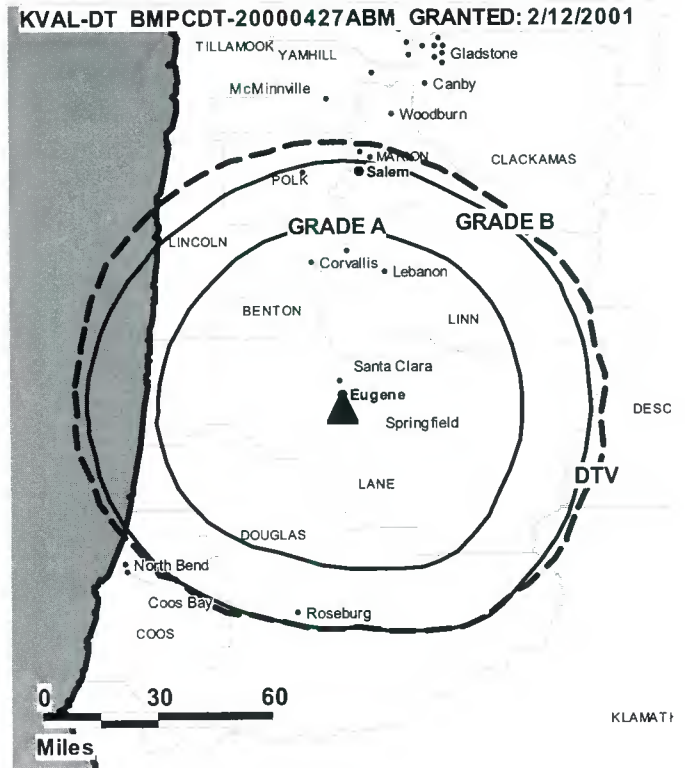 KVAL-DT BMPCDT-20000427ABM GRANTED: 2/12/2001
TILLAMOOK
YAMHILL
Gladstone
McMinnville
Canby
Woodburn
MARION
CLACKAMAS
POLK
Salem
GRADE A
GRADE B
LINCOLN
Corvallis
Lebanon
BENTON
LINN
Santa Clara
Eugene
DESC
Springfield
DTV
LANE
DOUGLAS
North Bend
Coos Bay
Roseburg
COOS
0 30 60
KLAMATH
Miles